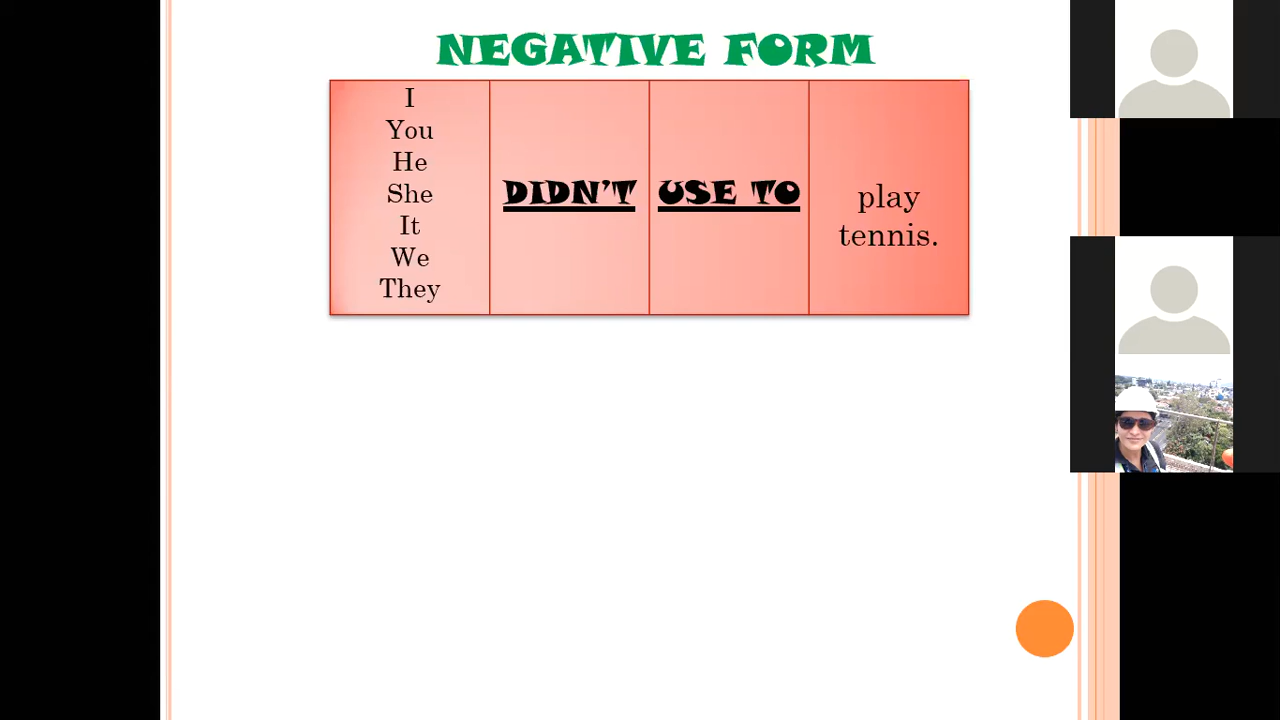 NEGATIVE FORM
I
You
He
She
It
We
They
DIDN'T
USE TO
play
tennis.